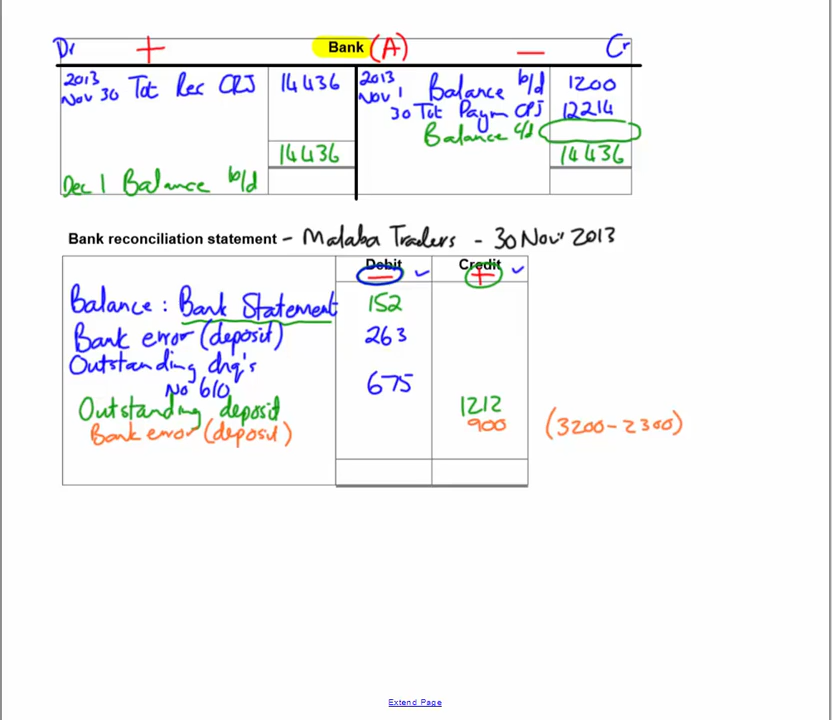 Dr + Bank (A) — Cr
2013 Nov 30 Tot Rec CRJ 14436 2013 Nov 1 Balance b/d 1200
30 Tot Paym CPJ 12214
Balance c/d
14436 14436
Dec 1 Balance b/d
Bank reconciliation statement - Malaba Traders - 30 Nov' 2013
Debit — ✓ Credit + ✓
Balance : Bank Statement 152
Bank error (deposit) 263
Outstanding chq's
No 610 675
Outstanding deposit 1212
Bank error (deposit) 900 (3200-2300)
Extend Page